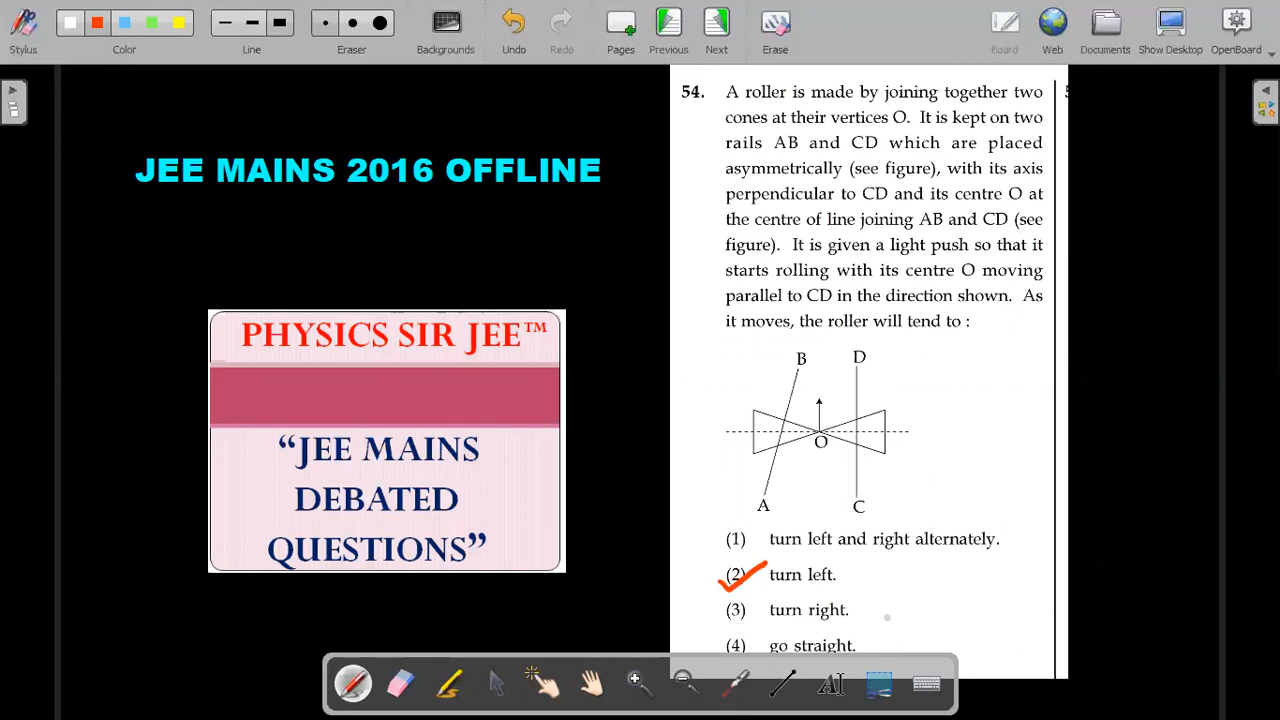 Stylus Color Line Eraser Backgrounds Undo Redo Pages Previous Next Erase Board Web Documents Show Desktop OpenBoard
JEE MAINS 2016 OFFLINE
PHYSICS SIR JEE™
“JEE MAINS
DEBATED
QUESTIONS”
54. A roller is made by joining together two
cones at their vertices O. It is kept on two
rails AB and CD which are placed
asymmetrically (see figure), with its axis
perpendicular to CD and its centre O at
the centre of line joining AB and CD (see
figure). It is given a light push so that it
starts rolling with its centre O moving
parallel to CD in the direction shown. As
it moves, the roller will tend to :
B D
O
A C
(1) turn left and right alternately.
(2) turn left.
(3) turn right.
(4) go straight.
AI